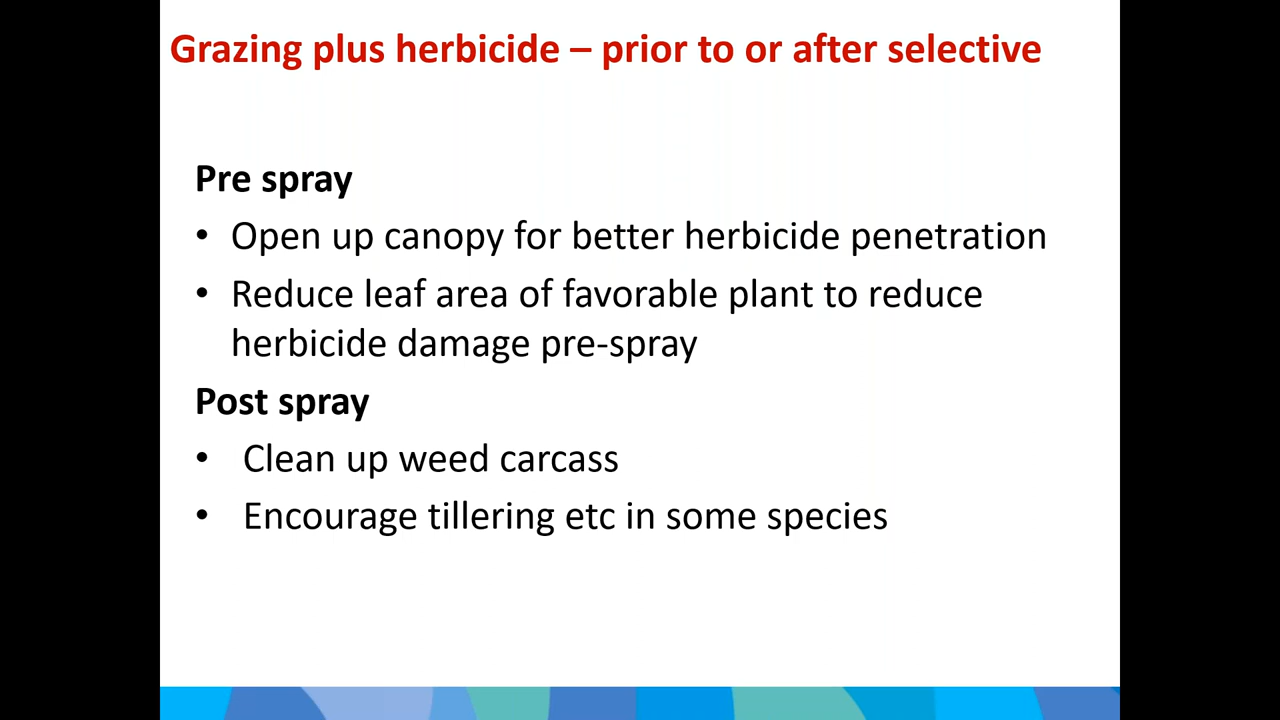 Grazing plus herbicide – prior to or after selective
Pre spray
• Open up canopy for better herbicide penetration
• Reduce leaf area of favorable plant to reduce
herbicide damage pre-spray
Post spray
• Clean up weed carcass
• Encourage tillering etc in some species